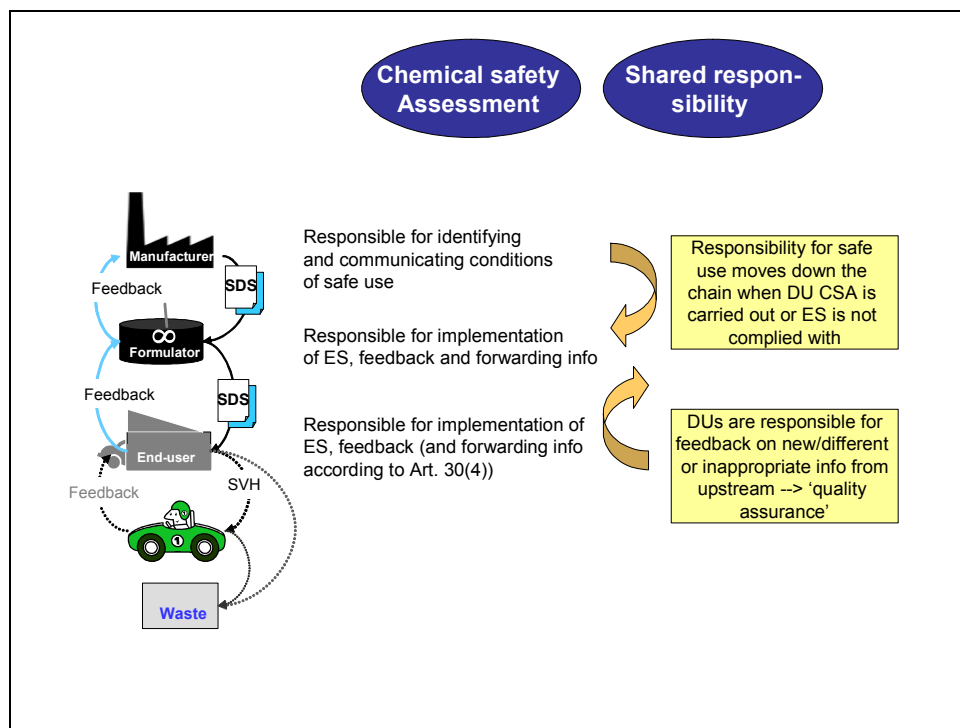 Chemical safety
Assessment
Shared respon-
sibility
Manufacturer
Feedback
SDS
Formulator
Feedback
SDS
End-user
Feedback
SVH
1
Waste
Responsible for identifying
and communicating conditions
of safe use
Responsible for implementation
of ES, feedback and forwarding info
Responsible for implementation of
ES, feedback (and forwarding info
according to Art. 30(4))
Responsibility for safe
use moves down the
chain when DU CSA is
carried out or ES is not
complied with
DUs are responsible for
feedback on new/different
or inappropriate info from
upstream --> ‘quality
assurance’